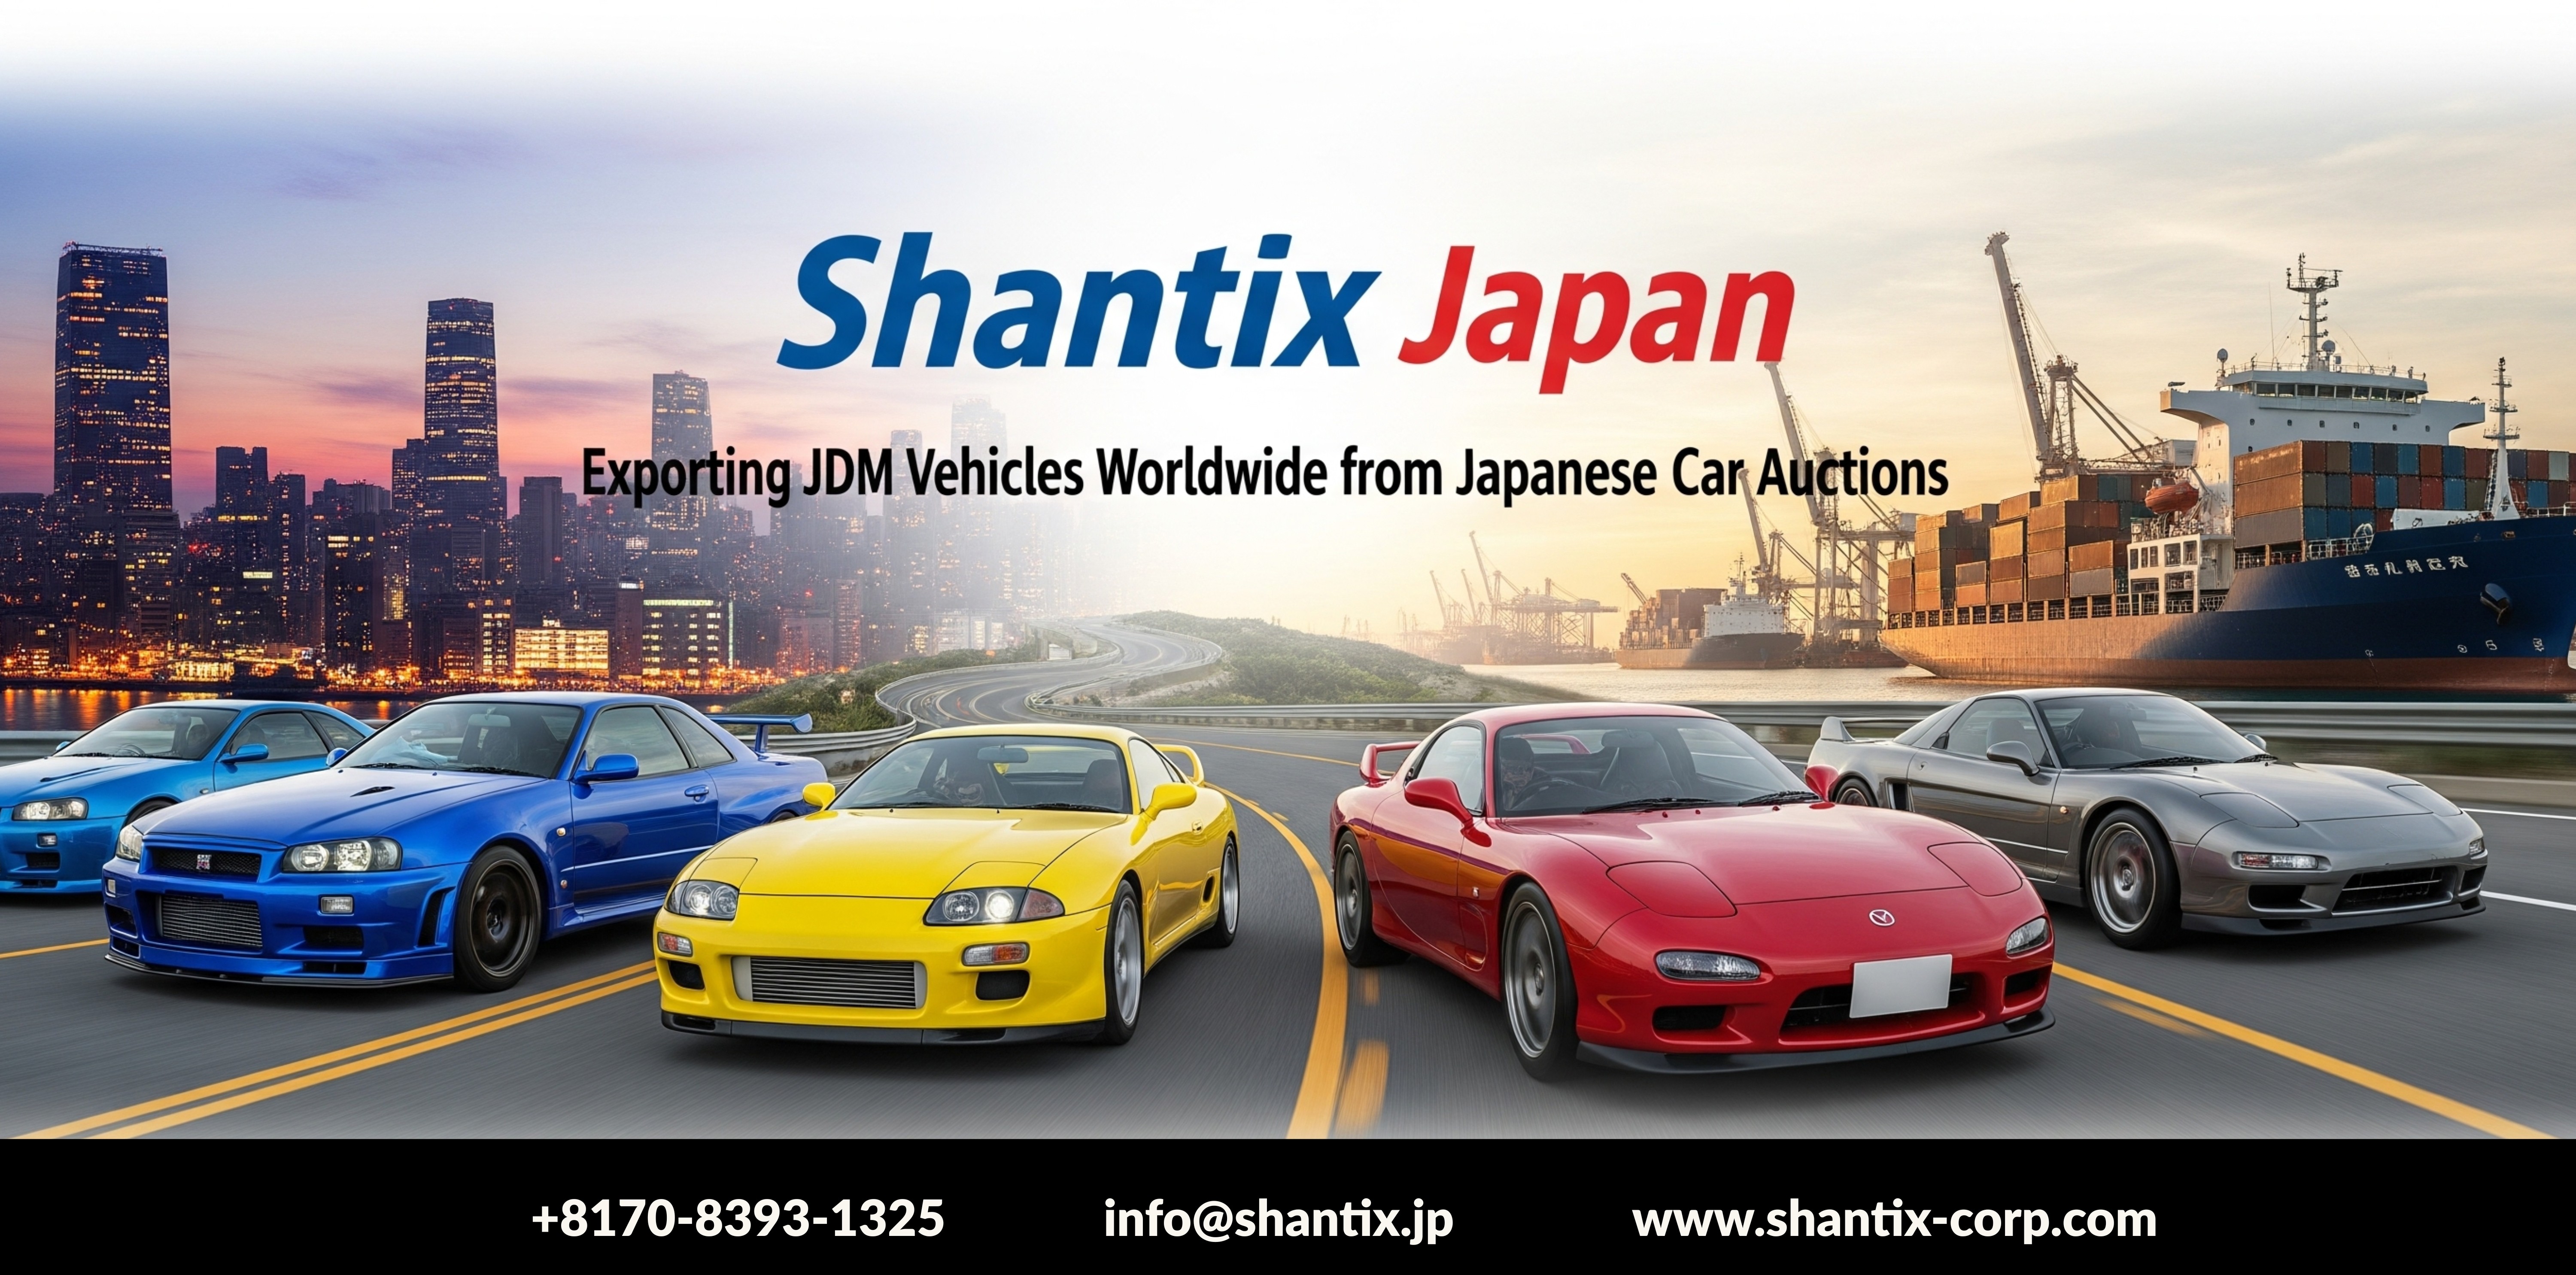 Shantix Japan
Exporting JDM Vehicles Worldwide from Japanese Car Auctions
+8170-8393-1325
info@shantix.jp
www.shantix-corp.com